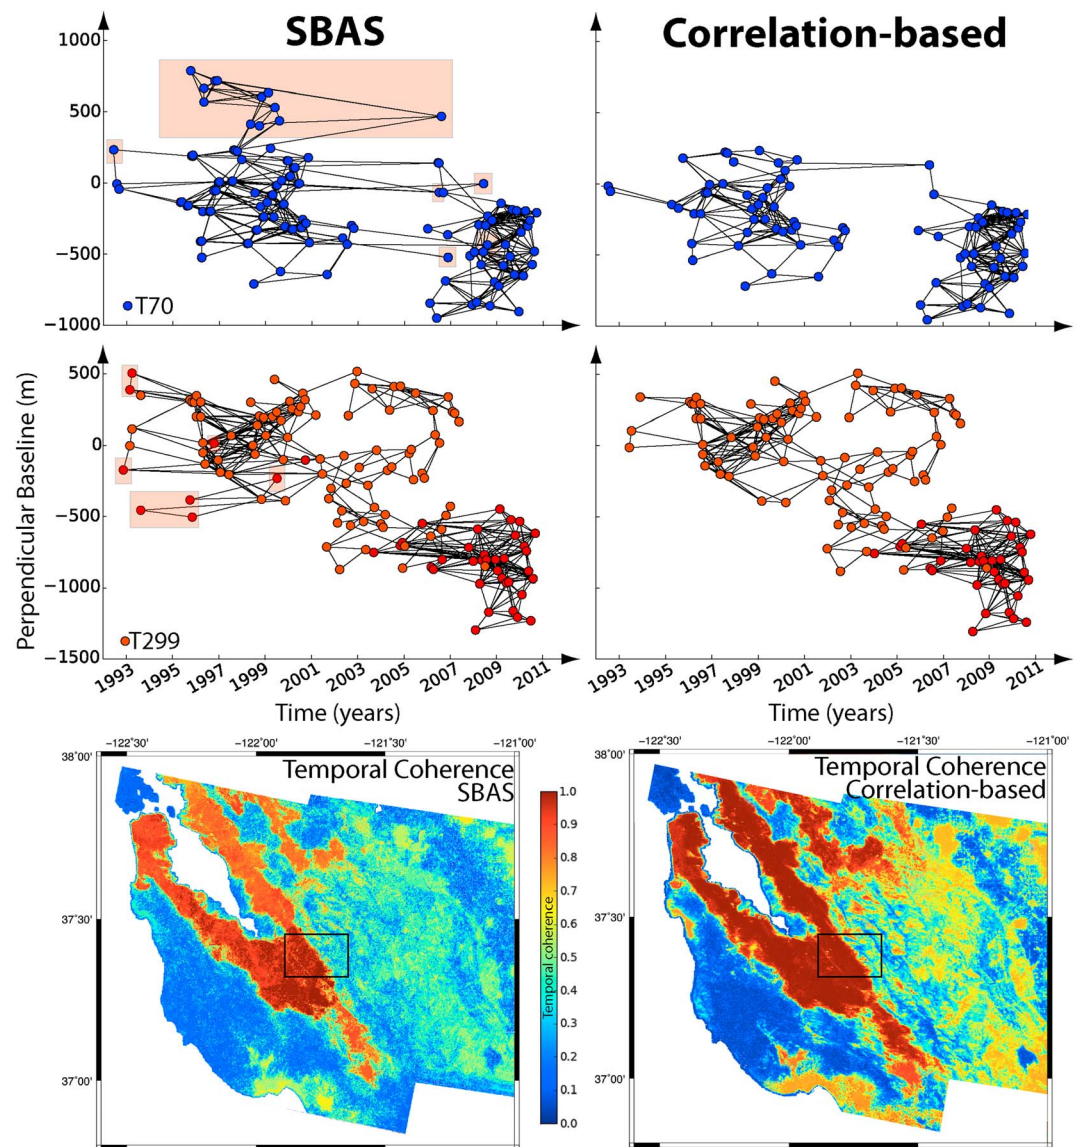 SBAS
Correlation-based
1000
500
0
−500
−1000
T70
Perpendicular Baseline (m)
500
0
−500
−1000
−1500
T299
1993 1995 1997 1999 2001 2003 2005 2007 2009 2011
1993 1995 1997 1999 2001 2003 2005 2007 2009 2011
Time (years)
Time (years)
−122°30' −122°00' −121°30' −121°00'
−122°30' −122°00' −121°30' −121°00'
38°00'
37°30'
37°00'
Temporal Coherence
SBAS
1.0
0.9
0.8
0.7
0.6
0.5
0.4
0.3
0.2
0.1
0.0
Temporal coherence
38°00'
37°30'
37°00'
Temporal Coherence
Correlation-based